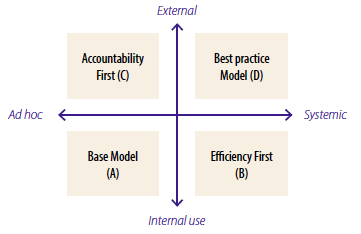 External
Accountability
First (C)
Best practice
Model (D)
Ad hoc
Systemic
Base Model
(A)
Efficiency First
(B)
Internal use